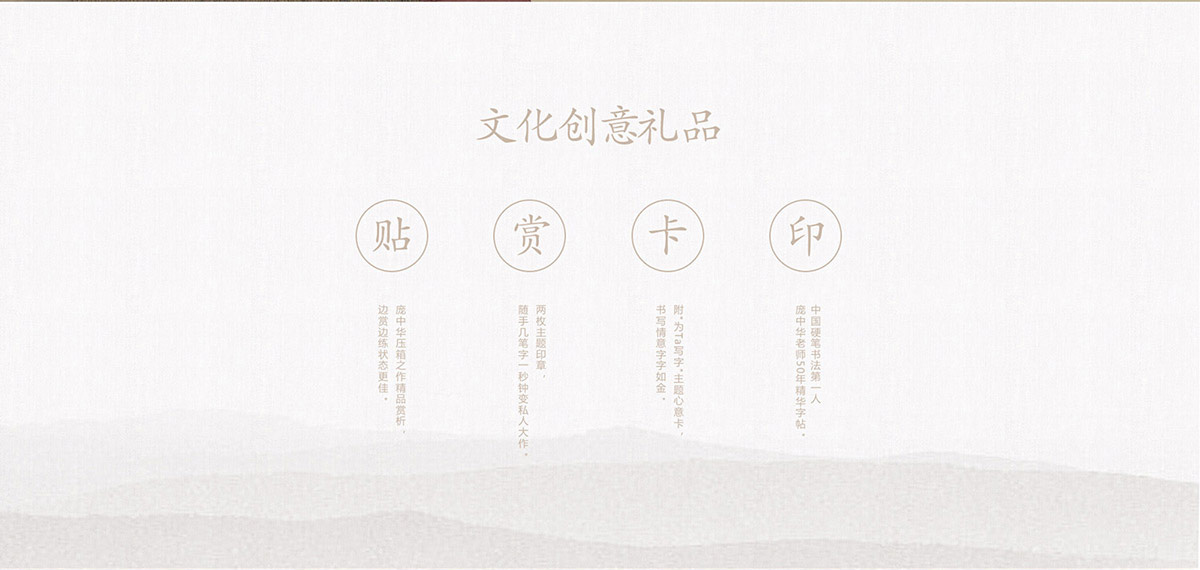 文化创意礼品
贴
赏
卡
印
庞中华压箱之作精品赏析，
边赏边练状态更佳。
两枚主题印章，
随手几笔字一秒钟变私人大作。
附“为Ta写字”主题心意卡，
书写情意字字如金。
中国硬笔书法第一人
庞中华老师50年精华字帖。